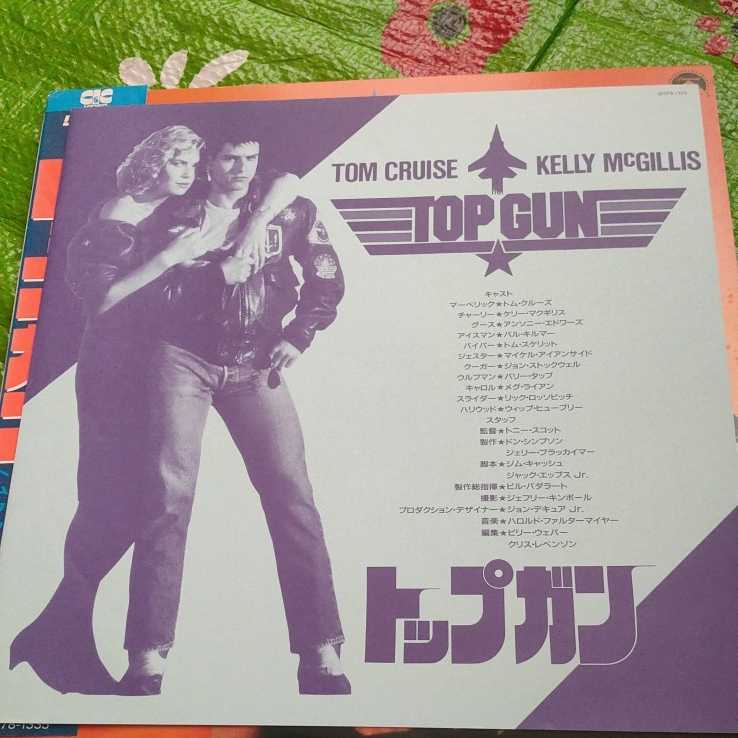 CIC
TOM CRUISE
KELLY McGILLIS
TOP GUN
キャスト
マーベリック★トム・クルーズ
チャーリー★ケリー・マクギリス
グース★アンソニー・エドワーズ
アイスマン★バル・キルマー
バイパー★トム・スケリット
ジェスター★マイケル・アイアンサイド
クーガー★ジョン・ストックウェル
ウルフマン★バリー・タッブ
キャロル★メグ・ライアン
スライダー★リック・ロッソビッチ
ハリウッド★ウィップ・ヒューブリー
スタッフ
監督★トニー・スコット
製作★ドン・シンプソン
ジェリー・ブラッカイマー
脚本★ジム・キャッシュ
ジャック・エップス Jr.
製作総指揮★ビル・バダラート
撮影★ジェフリー・キンボール
プロダクション・デザイナー★ジョン・デキュア Jr.
音楽★ハロルド・ファルターマイヤー
編集★ビリー・ウェバー
クリス・レベンゾン
トップガン
78-1335